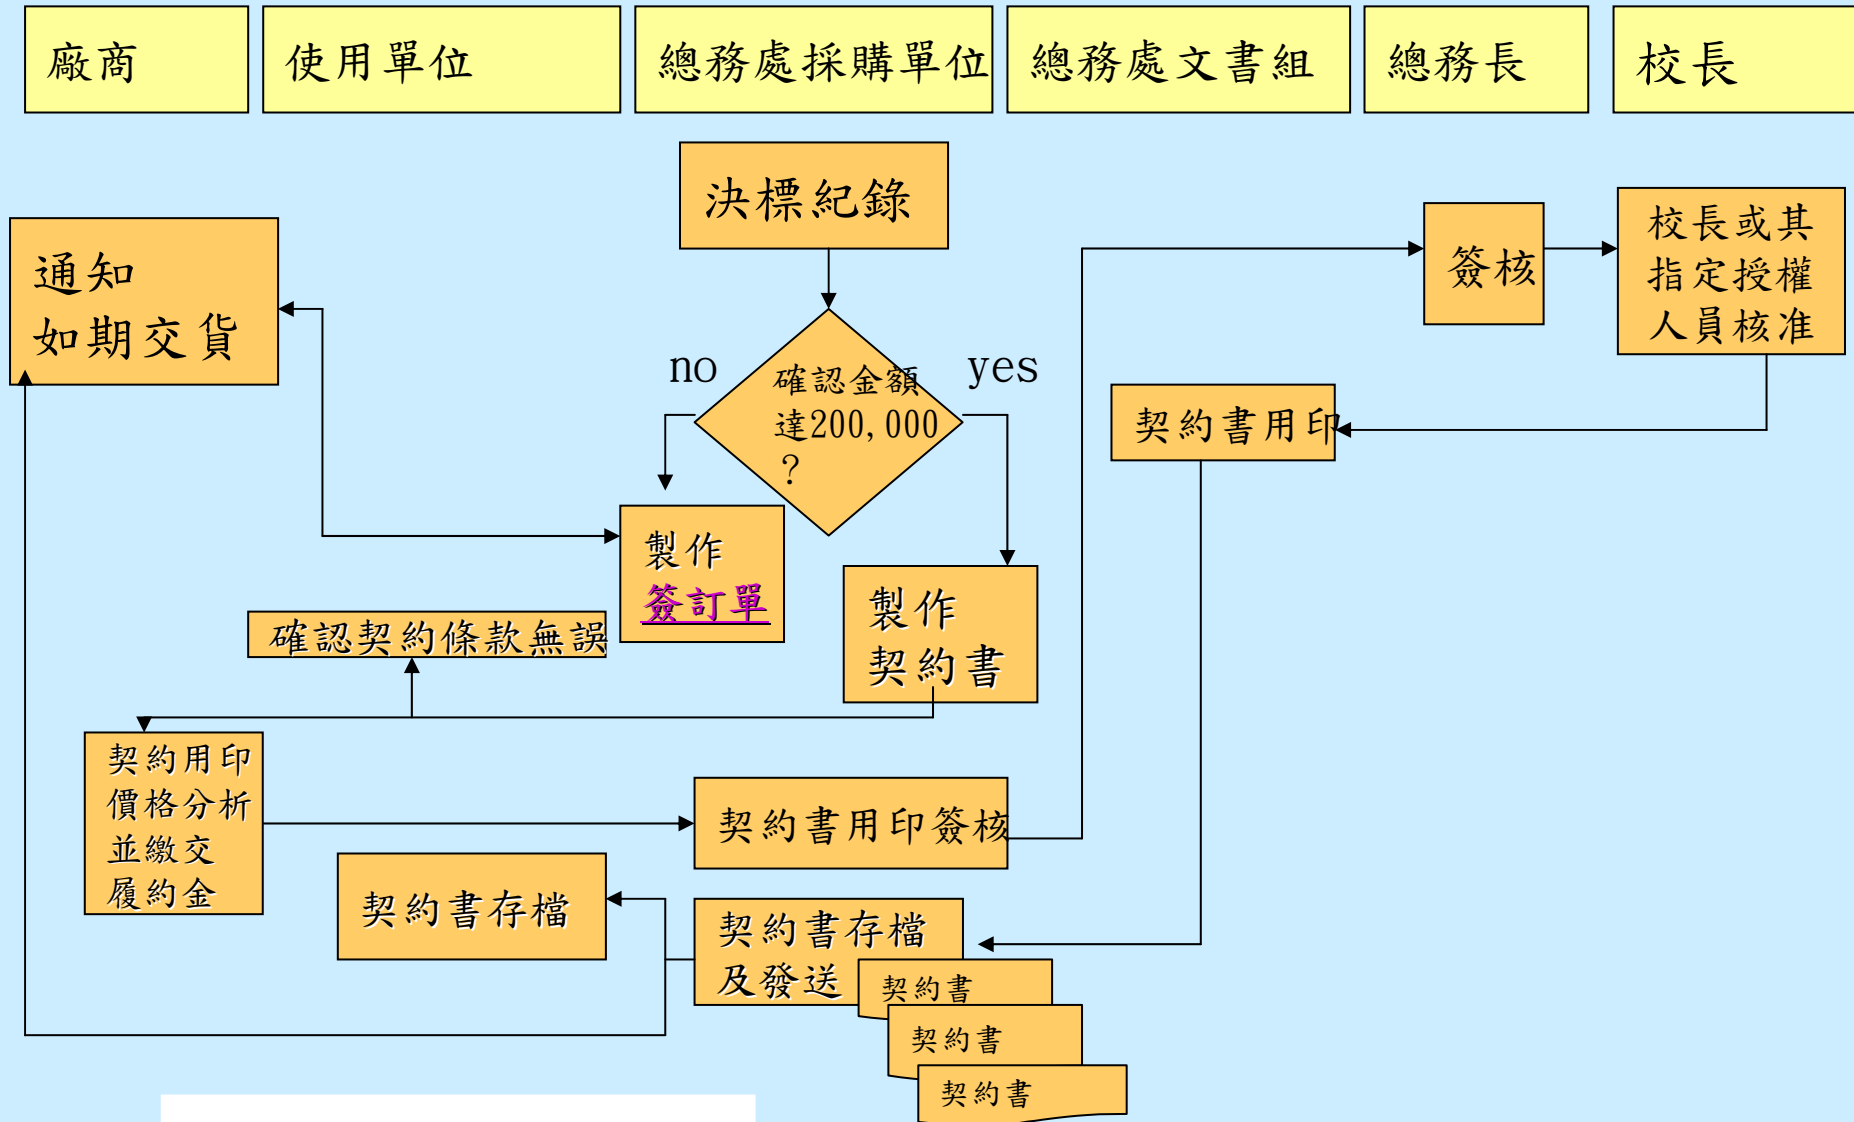 廠商
使用單位
總務處採購單位
總務處文書組
總務長
校長
決標紀錄
通知
如期交貨
簽核
校長或其
指定授權
人員核准
no
yes
確認金額
達200,000
?
契約書用印
製作
簽訂單
製作
契約書
確認契約條款無誤
契約用印
價格分析
並繳交
履約金
契約書用印簽核
契約書存檔
契約書存檔
及發送
契約書
契約書
契約書